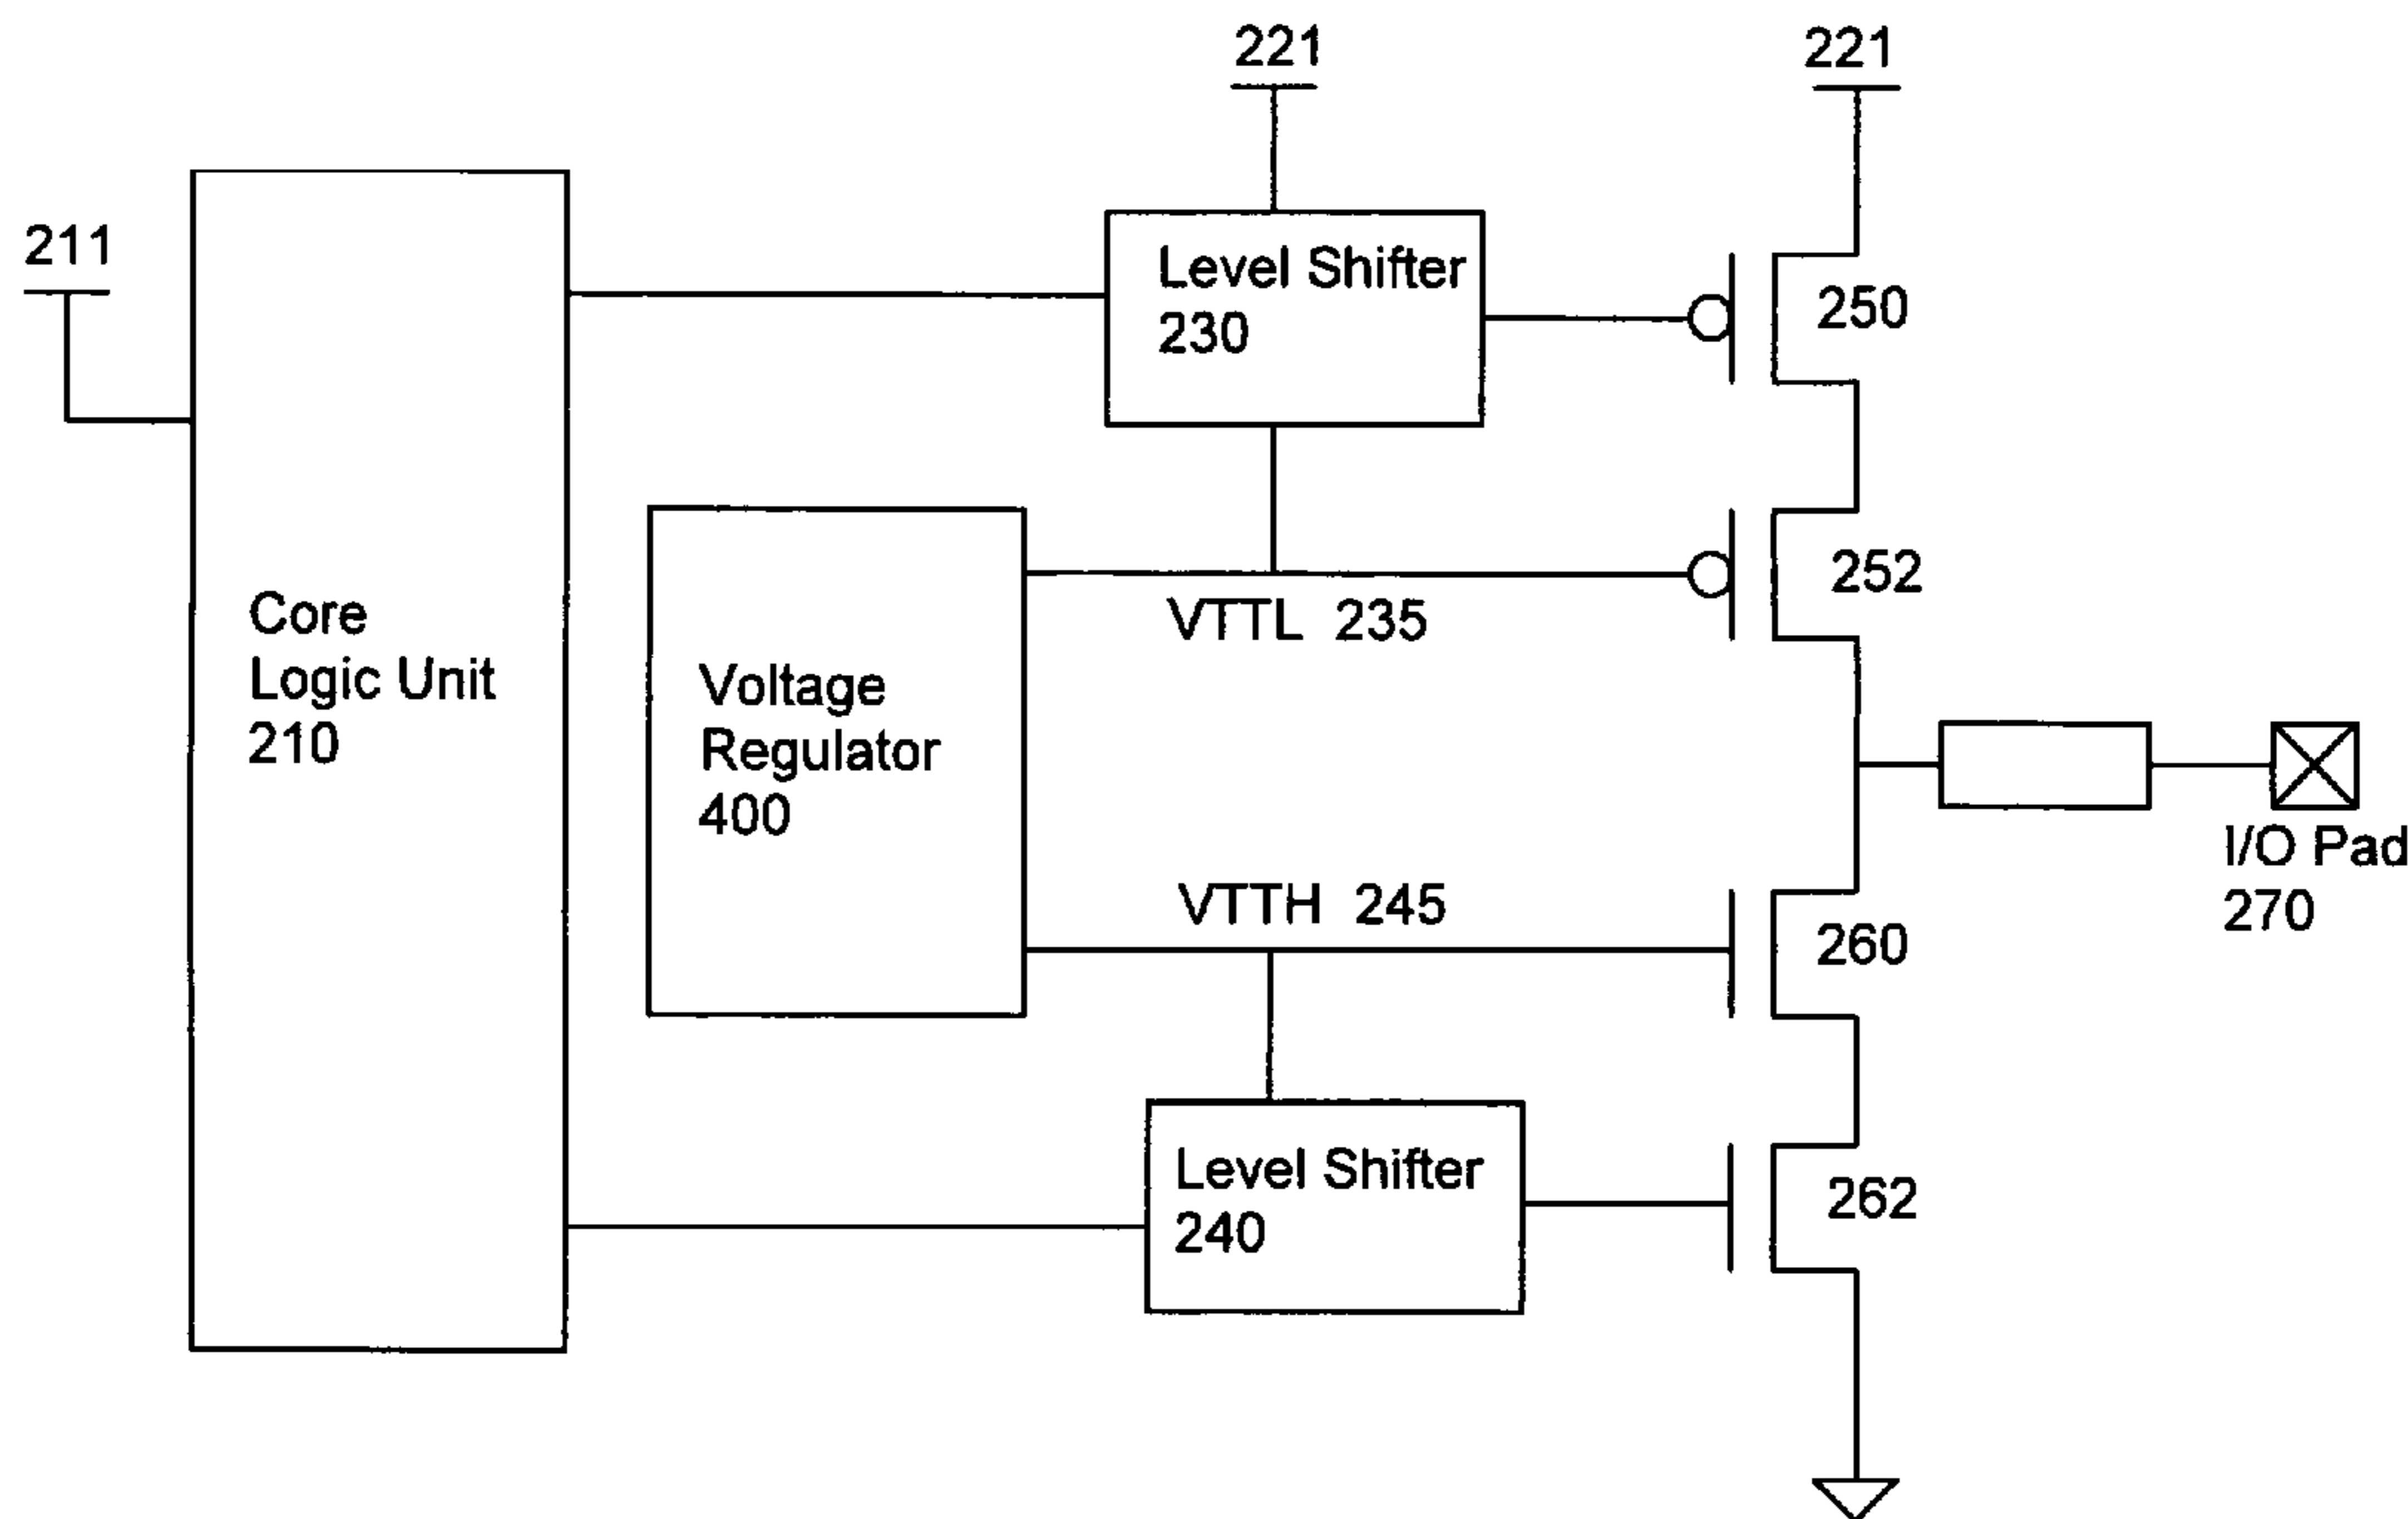 221
221
211
Level Shifter
230
250
Core
Logic Unit
210
Voltage
Regulator
400
VTTL 235
252
I/O Pad
270
VTTH 245
260
Level Shifter
240
262